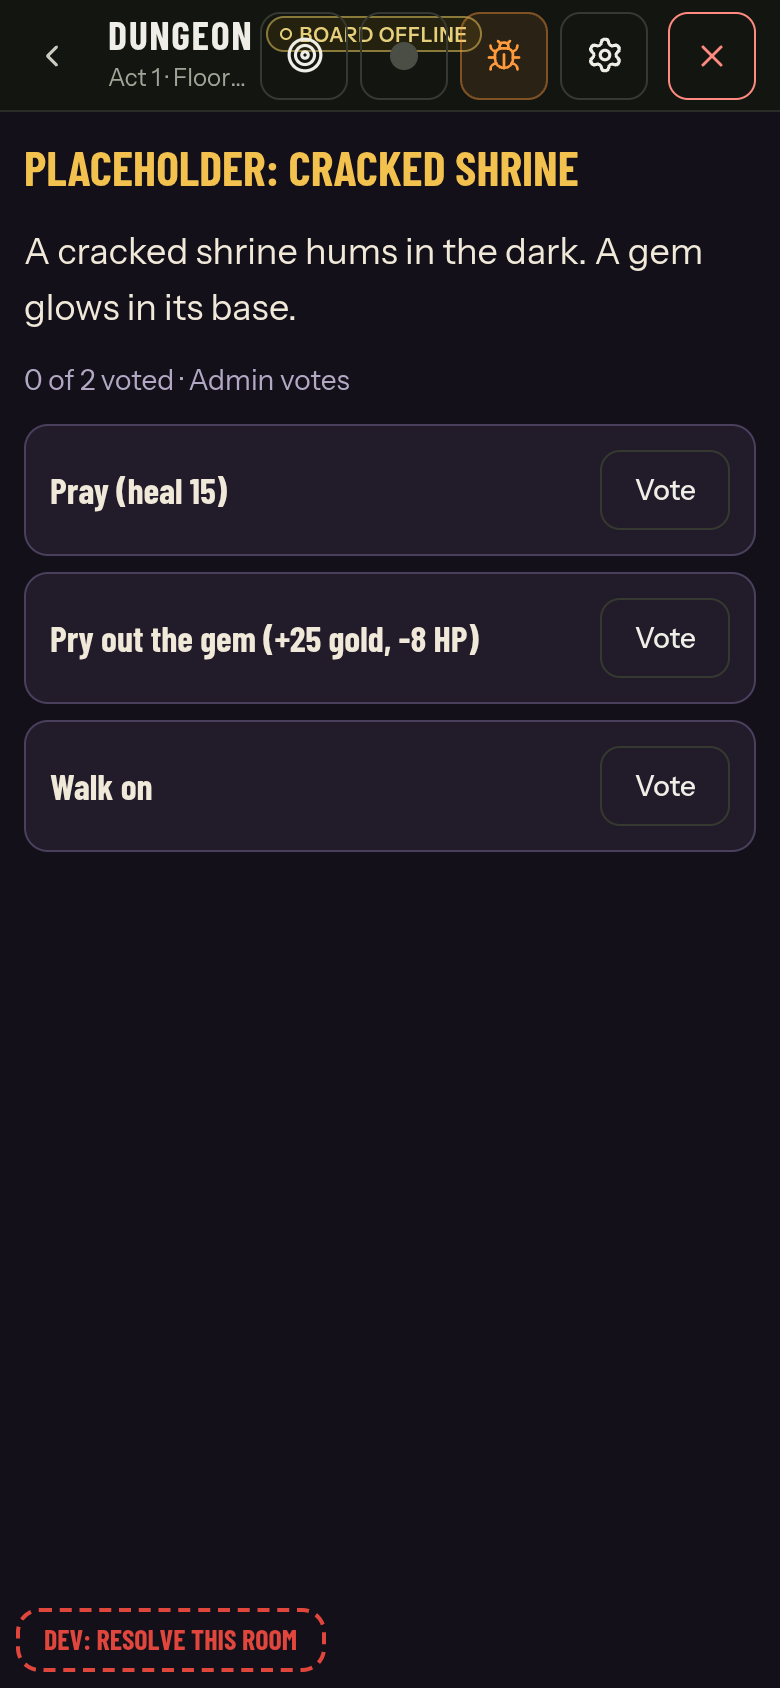 DUNGEON
BOARD OFFLINE
Act 1 · Floor...
PLACEHOLDER: CRACKED SHRINE
A cracked shrine hums in the dark. A gem
glows in its base.
0 of 2 voted · Admin votes
Pray (heal 15)
Vote
Pry out the gem (+25 gold, -8 HP)
Vote
Walk on
Vote
DEV: RESOLVE THIS ROOM